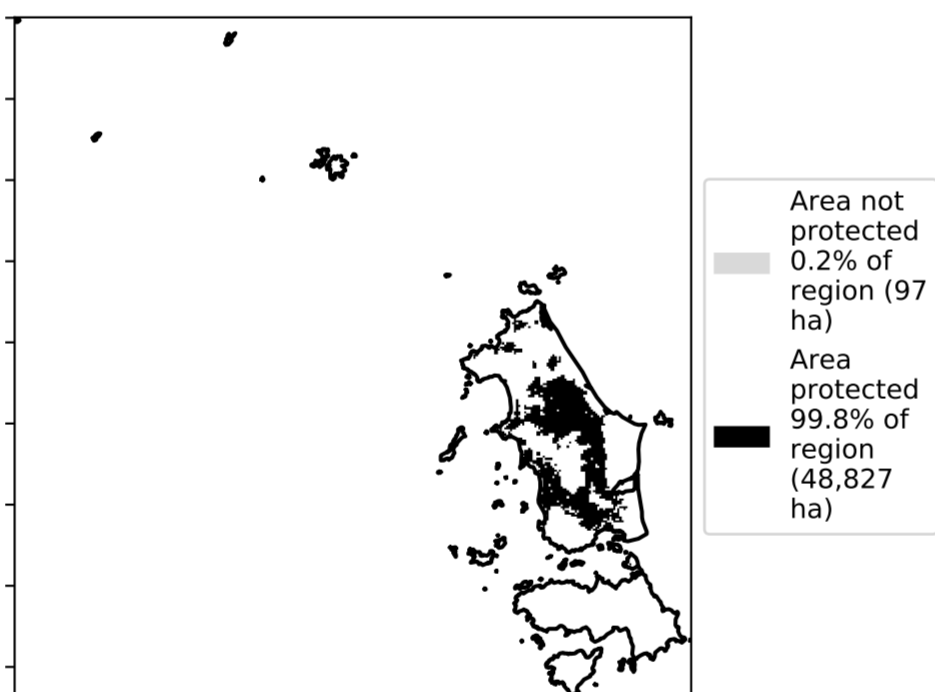 Area not
protected
0.2% of
region (97
ha)
Area
protected
99.8% of
region
(48,827
ha)